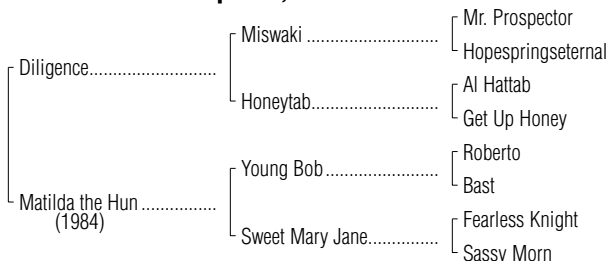 Mr. Prospector
Miswaki
Hopespringseternal
Diligence
Al Hattab
Honeytab
Get Up Honey
Roberto
Young Bob
Bast
Matilda the Hun
(1984)
Fearless Knight
Sweet Mary Jane
Sassy Morn